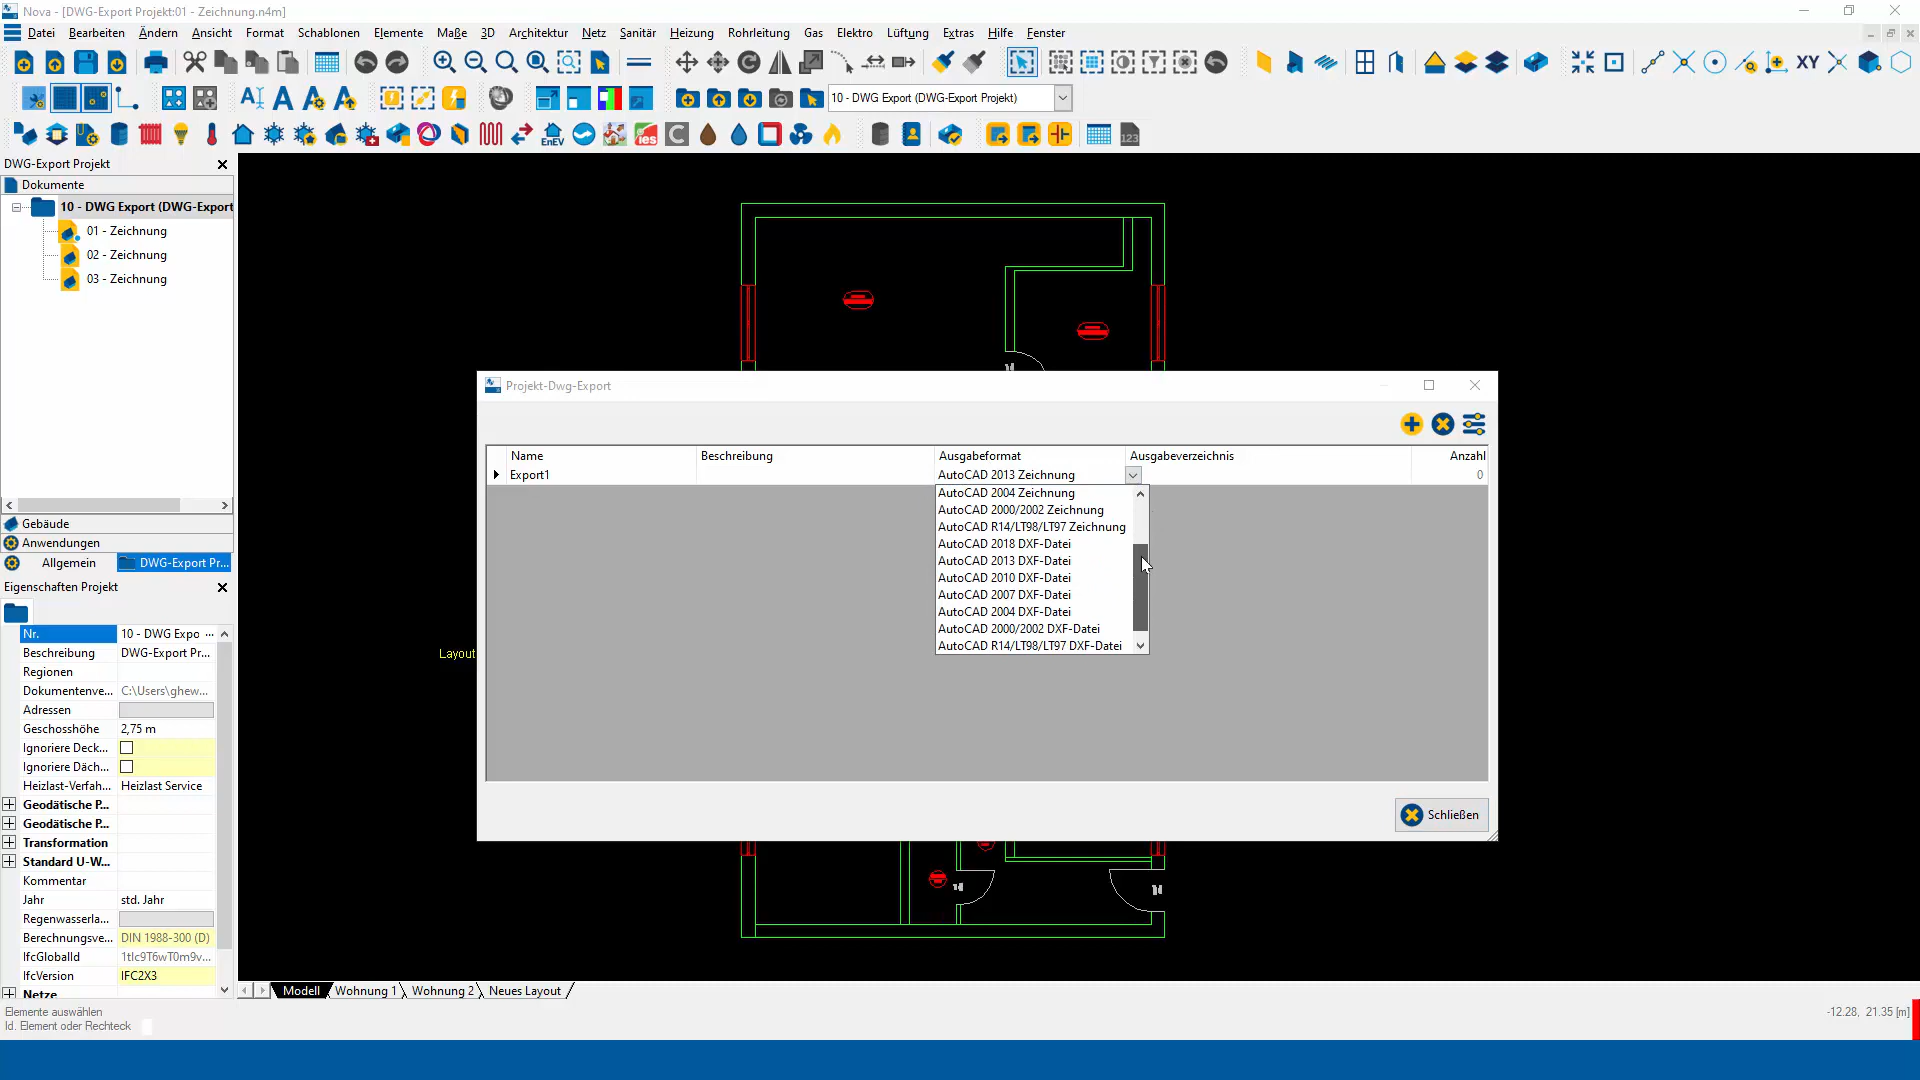 Nova - [DWG-Export Projekt:01 - Zeichnung.n4m]
Datei Bearbeiten Ändern Ansicht Format Schablonen Elemente Maße 3D Architektur Netz Sanitär Heizung Rohrleitung Gas Elektro Lüftung Extras Hilfe Fenster
XY
10 - DWG Export (DWG-Export Projekt)
EnEV
ies
123
DWG-Export Projekt
Dokumente
10 - DWG Export (DWG-Export
01 - Zeichnung
02 - Zeichnung
03 - Zeichnung
Gebäude
Anwendungen
Allgemein DWG-Export Pr...
Eigenschaften Projekt
Nr. 10 - DWG Expo ...
Beschreibung DWG-Export Pr...
Regionen
Dokumentenve... C:\Users\ghew...
Adressen
Geschosshöhe 2,75 m
Ignoriere Deck...
Ignoriere Däch...
Heizlast-Verfah... Heizlast Service
Geodätische P...
Geodätische P...
Transformation
Standard U-W...
Kommentar
Jahr std. Jahr
Regenwasserla...
Berechnungsve... DIN 1988-300 (D)
IfcGlobalId 1tIc9T6wT0m9v...
IfcVersion IFC2X3
Netze
Layout
Projekt-Dwg-Export
Name Beschreibung Ausgabeformat Ausgabeverzeichnis Anzahl
Export1 AutoCAD 2013 Zeichnung 0
AutoCAD 2004 Zeichnung
AutoCAD 2000/2002 Zeichnung
AutoCAD R14/LT98/LT97 Zeichnung
AutoCAD 2018 DXF-Datei
AutoCAD 2013 DXF-Datei
AutoCAD 2010 DXF-Datei
AutoCAD 2007 DXF-Datei
AutoCAD 2004 DXF-Datei
AutoCAD 2000/2002 DXF-Datei
AutoCAD R14/LT98/LT97 DXF-Datei
Schließen
Modell Wohnung 1 Wohnung 2 Neues Layout
Elemente auswählen
Id. Element oder Rechteck
-12.28, 21.35 [m]